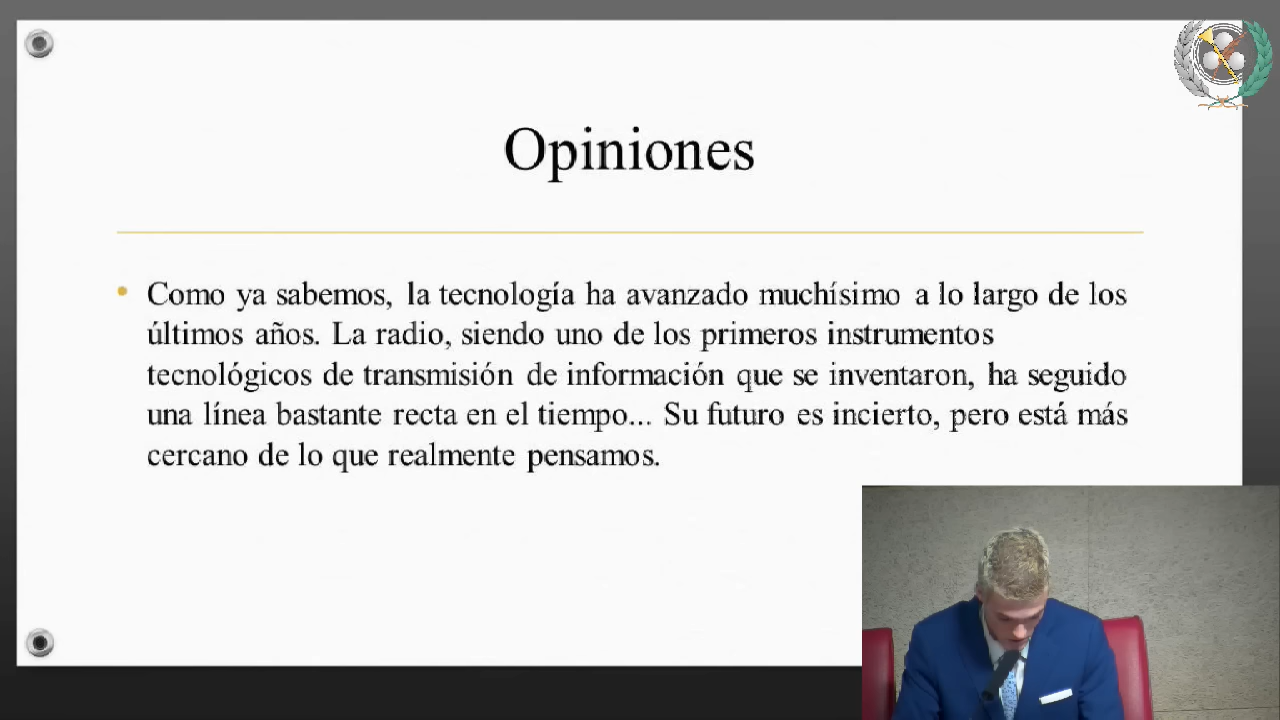 Opiniones
Como ya sabemos, la tecnología ha avanzado muchísimo a lo largo de los
últimos años. La radio, siendo uno de los primeros instrumentos
tecnológicos de transmisión de información que se inventaron, ha seguido
una línea bastante recta en el tiempo... Su futuro es incierto, pero está más
cercano de lo que realmente pensamos.